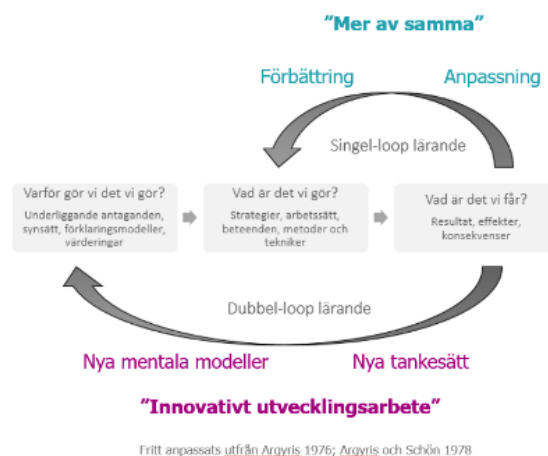 "Mer av samma"
Förbättring
Anpassning
Singel-loop lärande
Varför gör vi det vi gör?
Underliggande antaganden,
synsätt, förklaringsmodeller,
värderingar
Vad är det vi gör?
Strategier, arbetssätt,
beteenden, metoder och
tekniker
Vad är det vi får?
Resultat, effekter,
konsekvenser
Dubbel-loop lärande
Nya mentala modeller
Nya tankesätt
"Innovativt utvecklingsarbete"
Fritt anpassats utfrån Argyris 1976; Argyris och Schön 1978